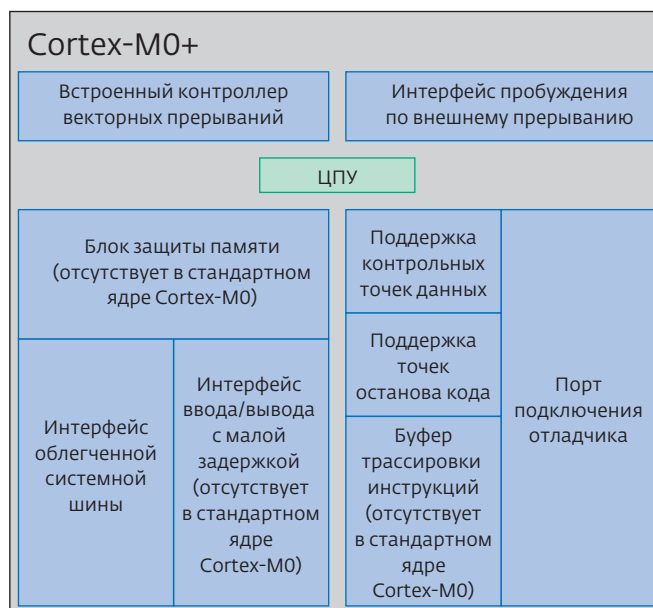 Cortex-M0+
Встроенный контроллер
векторных прерываний
Интерфейс пробуждения
по внешнему прерыванию
ЦПУ
Блок защиты памяти
(отсутствует в стандартном
ядре Cortex-M0)
Интерфейс
облегченной
системной
шины
Интерфейс
ввода/вывода
с малой
задержкой
(отсутствует
в стандартном
ядре
Cortex-M0)
Поддержка
контрольных
точек данных
Поддержка
точек
останова кода
Буфер
трассировки
инструкций
(отсутствует
в стандартном
ядре
Cortex-M0)
Порт
подключения
отладчика